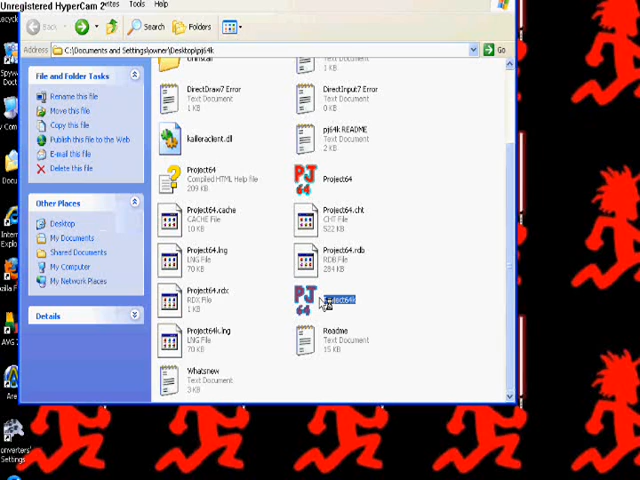 Unregistered HyperCam 2
Tools Help
Back
Search
Folders
Address
C:\Documents and Settings\owner\Desktop\pj64k
Go
File and Folder Tasks
Rename this file
Move this file
Copy this file
Publish this file to the Web
E-mail this file
Delete this file
Other Places
Desktop
My Documents
Shared Documents
My Computer
My Network Places
Details
Uninstall
1 KB
DirectDraw7 Error
Text Document
1 KB
DirectInput7 Error
Text Document
0 KB
kailleraclient.dll
pj64k README
Text Document
2 KB
Project64
Compiled HTML Help file
209 KB
PJ
64
Project64
Project64.cache
CACHE File
10 KB
Project64.cht
CHT File
522 KB
Project64.lng
LNG File
70 KB
Project64.rdb
RDB File
284 KB
Project64.rdx
RDX File
1 KB
PJ
64
Project64k
Project64k.lng
LNG File
70 KB
Readme
Text Document
15 KB
Whatsnew
Text Document
3 KB